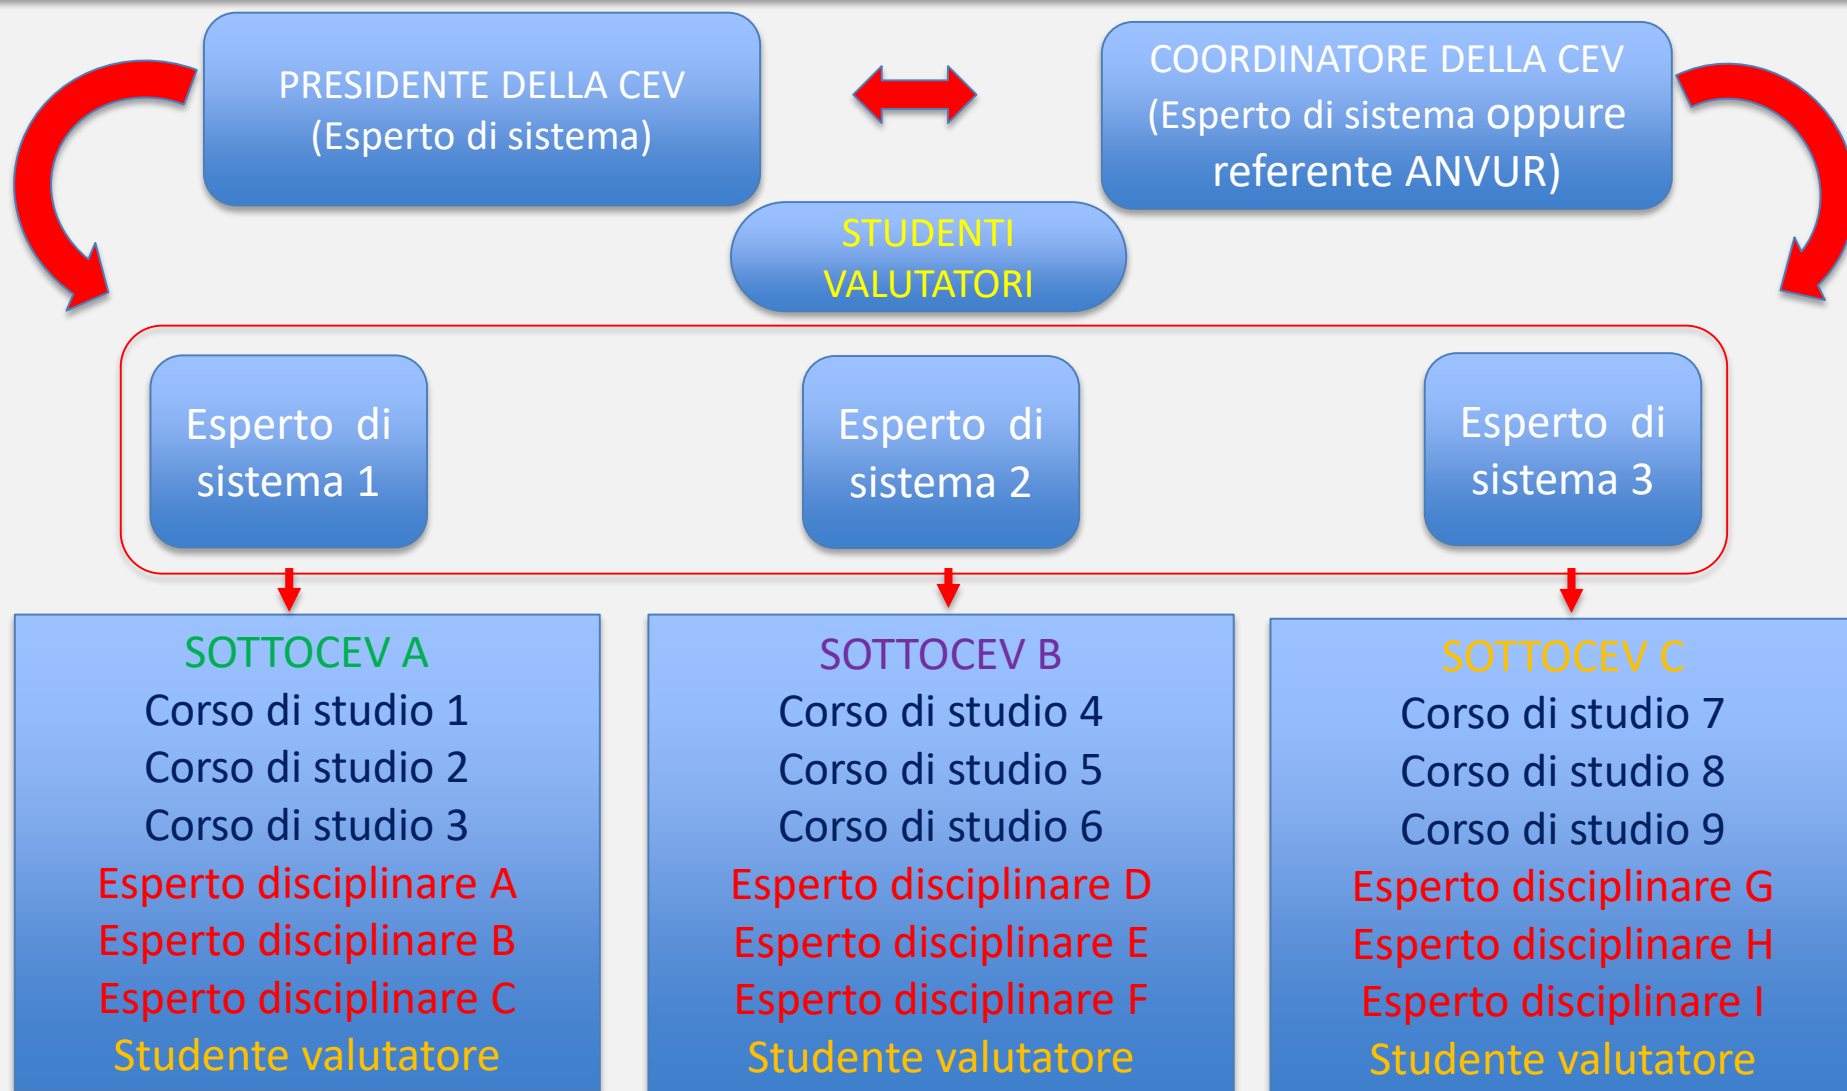 PRESIDENTE DELLA CEV
(Esperto di sistema)
COORDINATORE DELLA CEV
(Esperto di sistema oppure
referente ANVUR)
STUDENTI
VALUTATORI
Esperto di
sistema 1
Esperto di
sistema 2
Esperto di
sistema 3
SOTTOCEV A
Corso di studio 1
Corso di studio 2
Corso di studio 3
Esperto disciplinare A
Esperto disciplinare B
Esperto disciplinare C
Studente valutatore
SOTTOCEV B
Corso di studio 4
Corso di studio 5
Corso di studio 6
Esperto disciplinare D
Esperto disciplinare E
Esperto disciplinare F
Studente valutatore
SOTTOCEV C
Corso di studio 7
Corso di studio 8
Corso di studio 9
Esperto disciplinare G
Esperto disciplinare H
Esperto disciplinare I
Studente valutatore